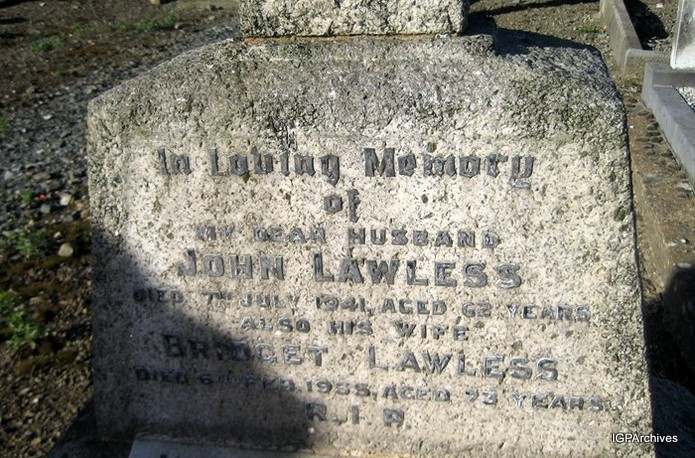 In Loving Memory
of
MY DEAR HUSBAND
JOHN LAWLESS
DIED 7TH JULY 1941, AGED 62 YEARS
ALSO HIS WIFE
BRIDGET LAWLESS
DIED 6TH FEB. 1955, AGED 73 YEARS
R.I.P
IGPArchives